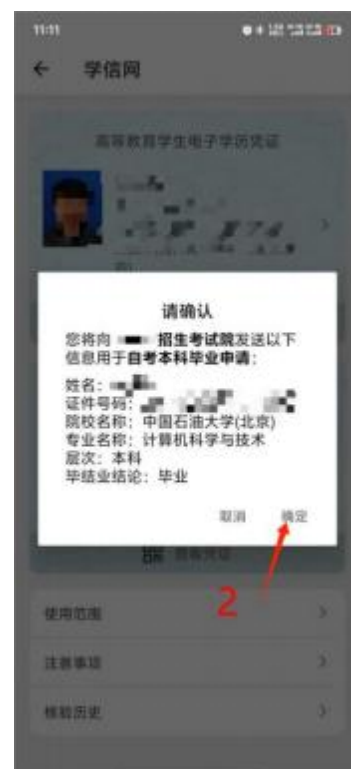 11:11
← 学信网
高等教育学生电子学历凭证
请确认
您将向 招生考试院发送以下
信息用于自考本科毕业申请：
姓名：
证件号码：
院校名称：中国石油大学(北京)
专业名称：计算机科学与技术
层次：本科
毕结业结论：毕业
取消 确定
2
使用范围
注意事项
核验历史